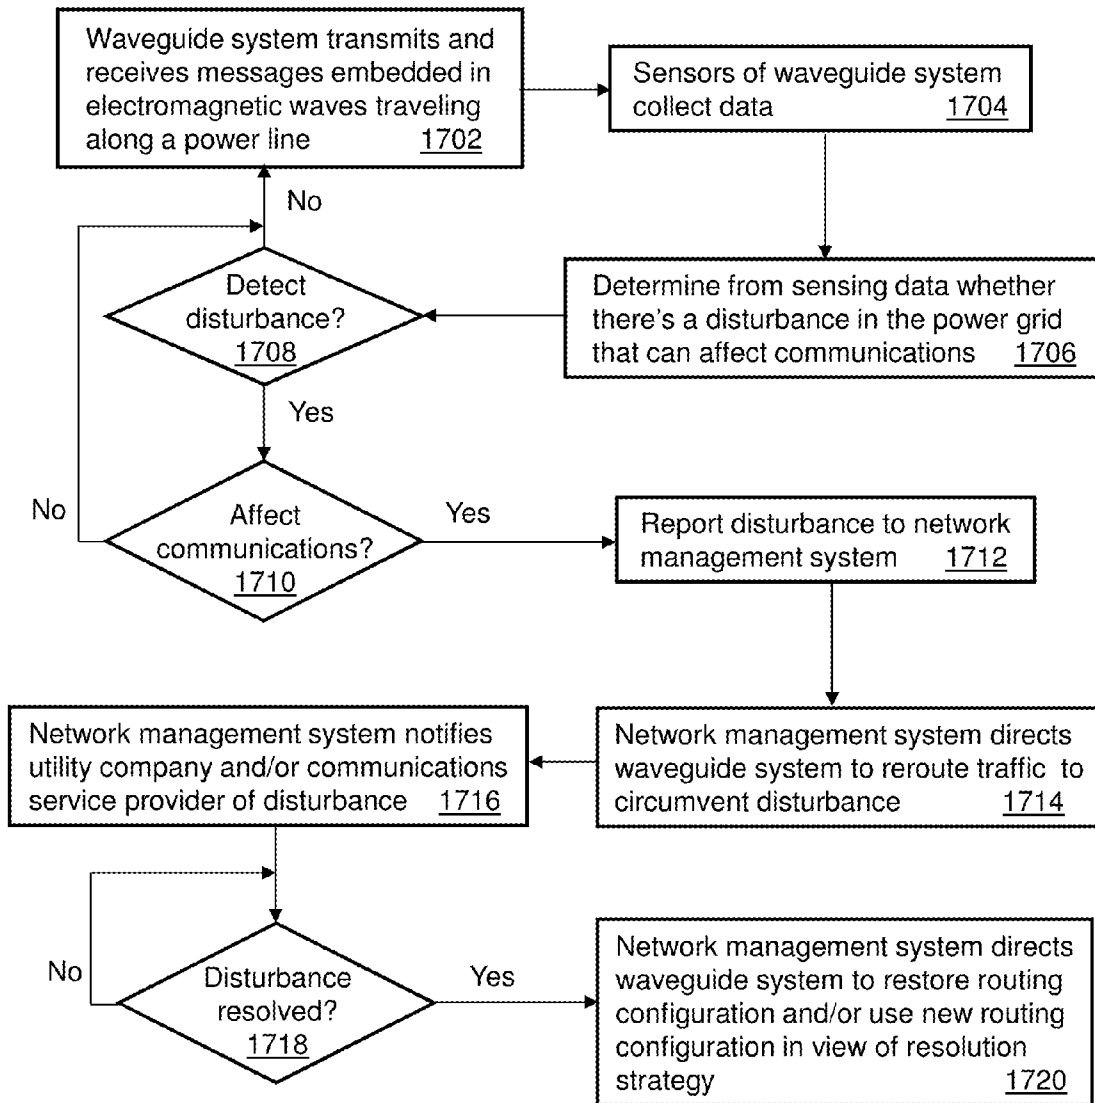 Waveguide system transmits and
receives messages embedded in
electromagnetic waves traveling
along a power line 1702
Sensors of waveguide system
collect data 1704
No
Detect
disturbance?
1708
Determine from sensing data whether
there's a disturbance in the power grid
that can affect communications 1706
Yes
No
Affect
communications?
1710
Yes
Report disturbance to network
management system 1712
Network management system directs
waveguide system to reroute traffic to
circumvent disturbance 1714
Network management system notifies
utility company and/or communications
service provider of disturbance 1716
No
Disturbance
resolved?
1718
Yes
Network management system directs
waveguide system to restore routing
configuration and/or use new routing
configuration in view of resolution
strategy 1720